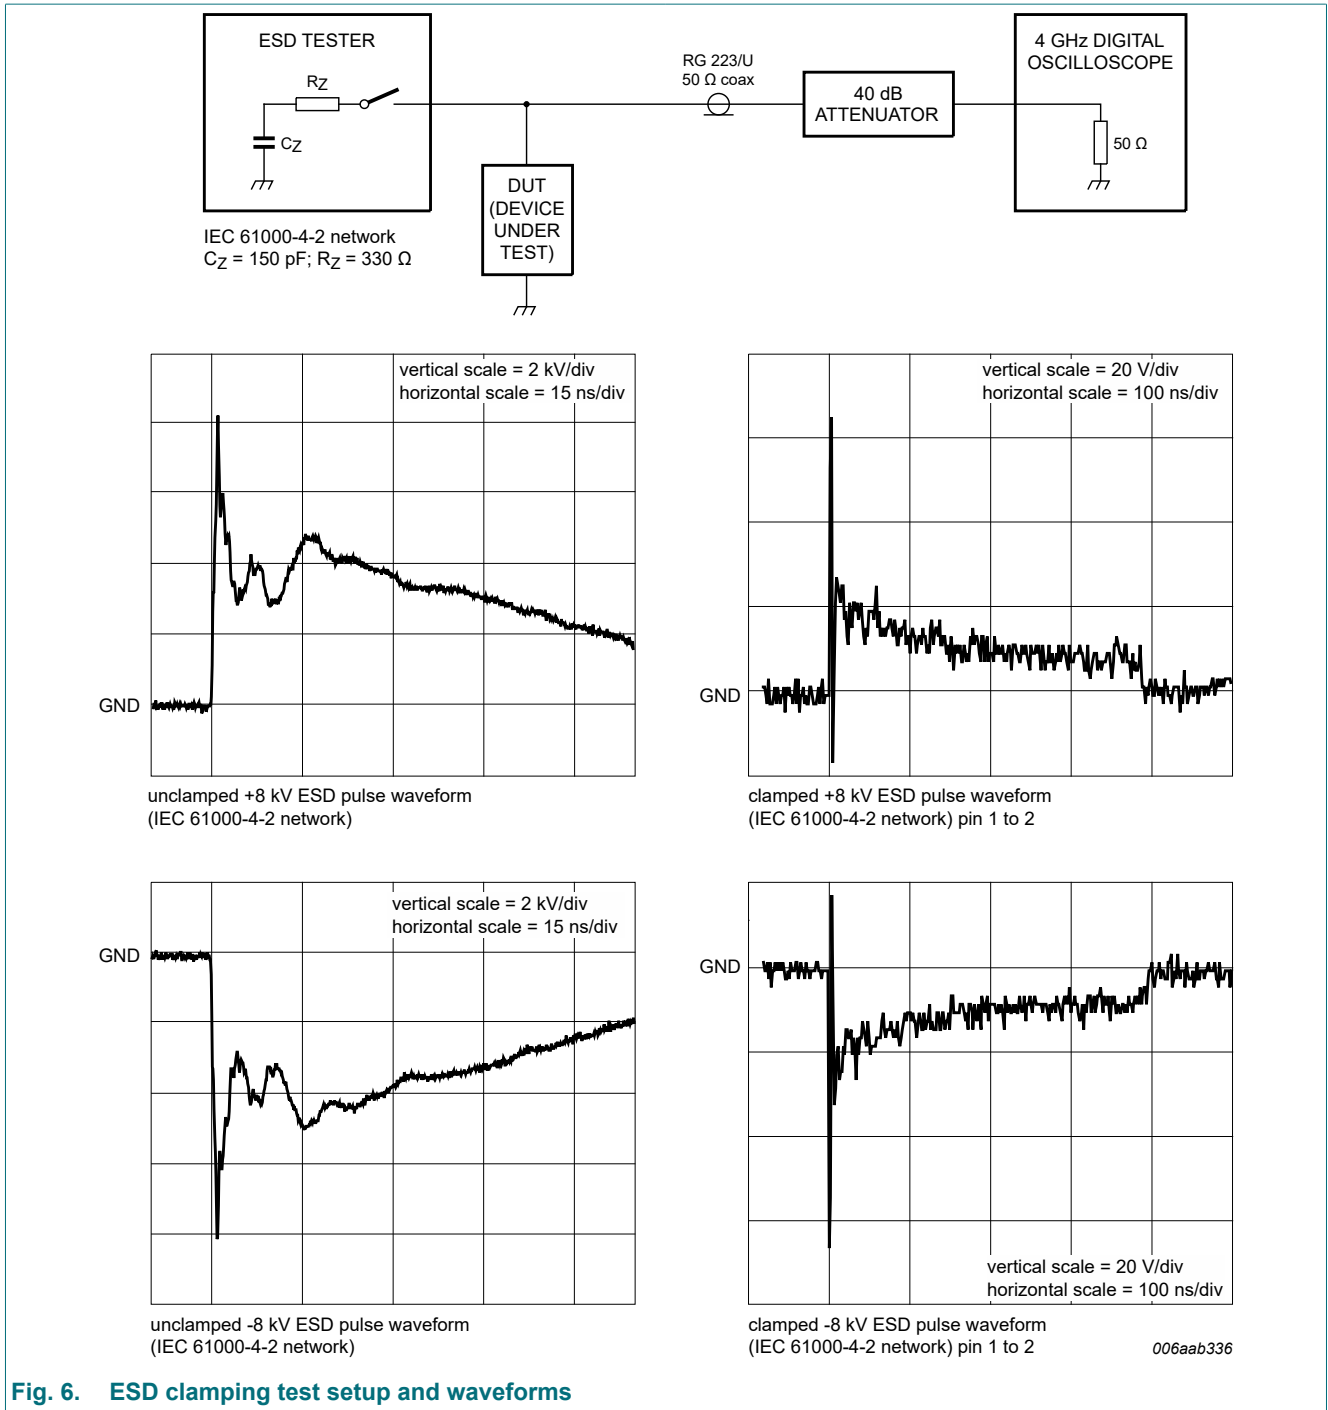 ESD TESTER
RZ
CZ
IEC 61000-4-2 network
CZ = 150 pF; RZ = 330 Ω
DUT
(DEVICE
UNDER
TEST)
RG 223/U
50 Ω coax
40 dB
ATTENUATOR
4 GHz DIGITAL
OSCILLOSCOPE
50 Ω
vertical scale = 2 kV/div
horizontal scale = 15 ns/div
GND
unclamped +8 kV ESD pulse waveform
(IEC 61000-4-2 network)
vertical scale = 20 V/div
horizontal scale = 100 ns/div
GND
clamped +8 kV ESD pulse waveform
(IEC 61000-4-2 network) pin 1 to 2
vertical scale = 2 kV/div
horizontal scale = 15 ns/div
GND
unclamped -8 kV ESD pulse waveform
(IEC 61000-4-2 network)
GND
vertical scale = 20 V/div
horizontal scale = 100 ns/div
clamped -8 kV ESD pulse waveform
(IEC 61000-4-2 network) pin 1 to 2
006aab336
Fig. 6. ESD clamping test setup and waveforms